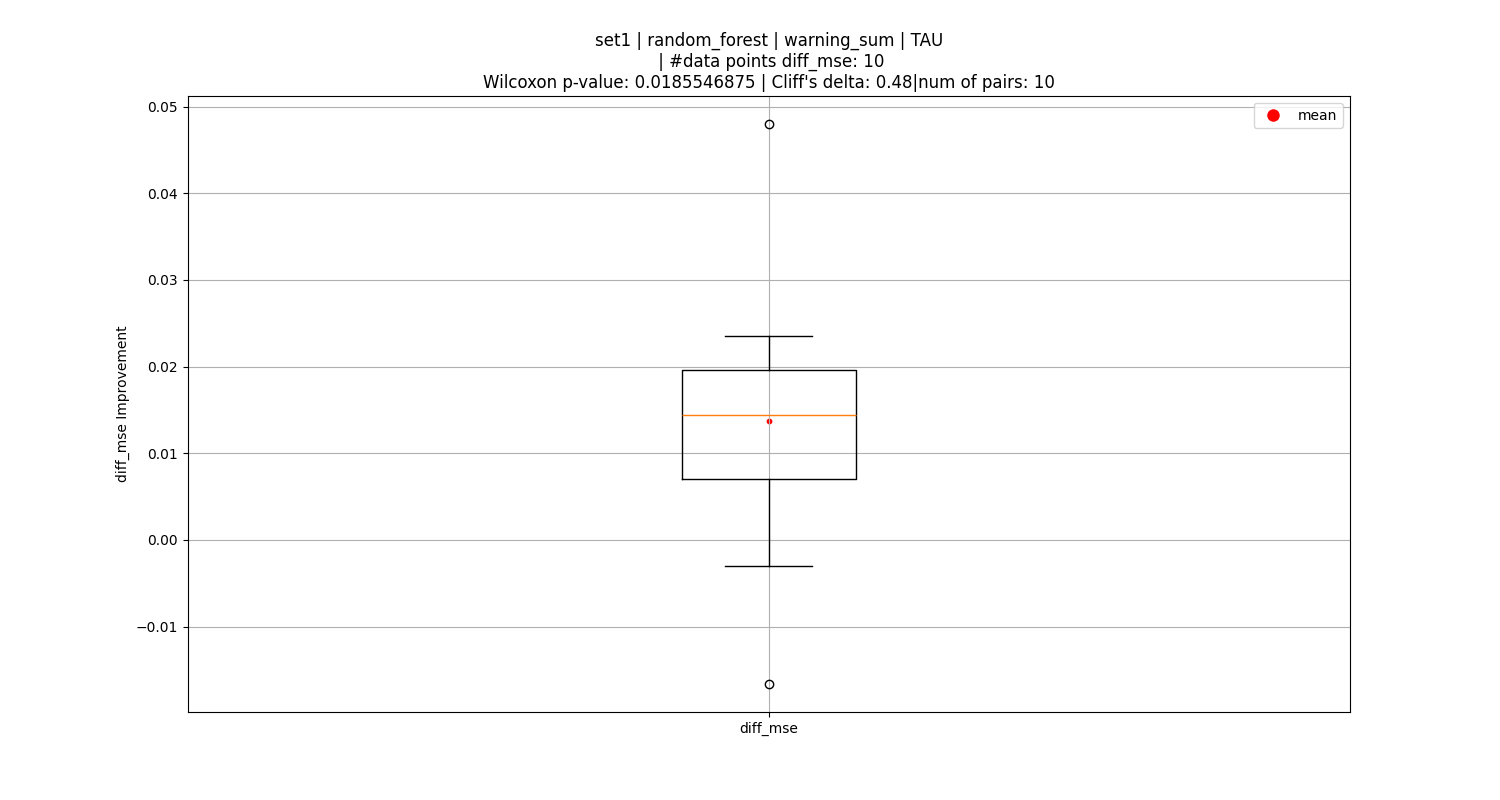 set1 | random_forest | warning_sum | TAU
| #data points diff_mse: 10
Wilcoxon p-value: 0.0185546875 | Cliff's delta: 0.48|num of pairs: 10
mean
0.05
0.04
0.03
0.02
0.01
0.00
−0.01
diff_mse Improvement
diff_mse